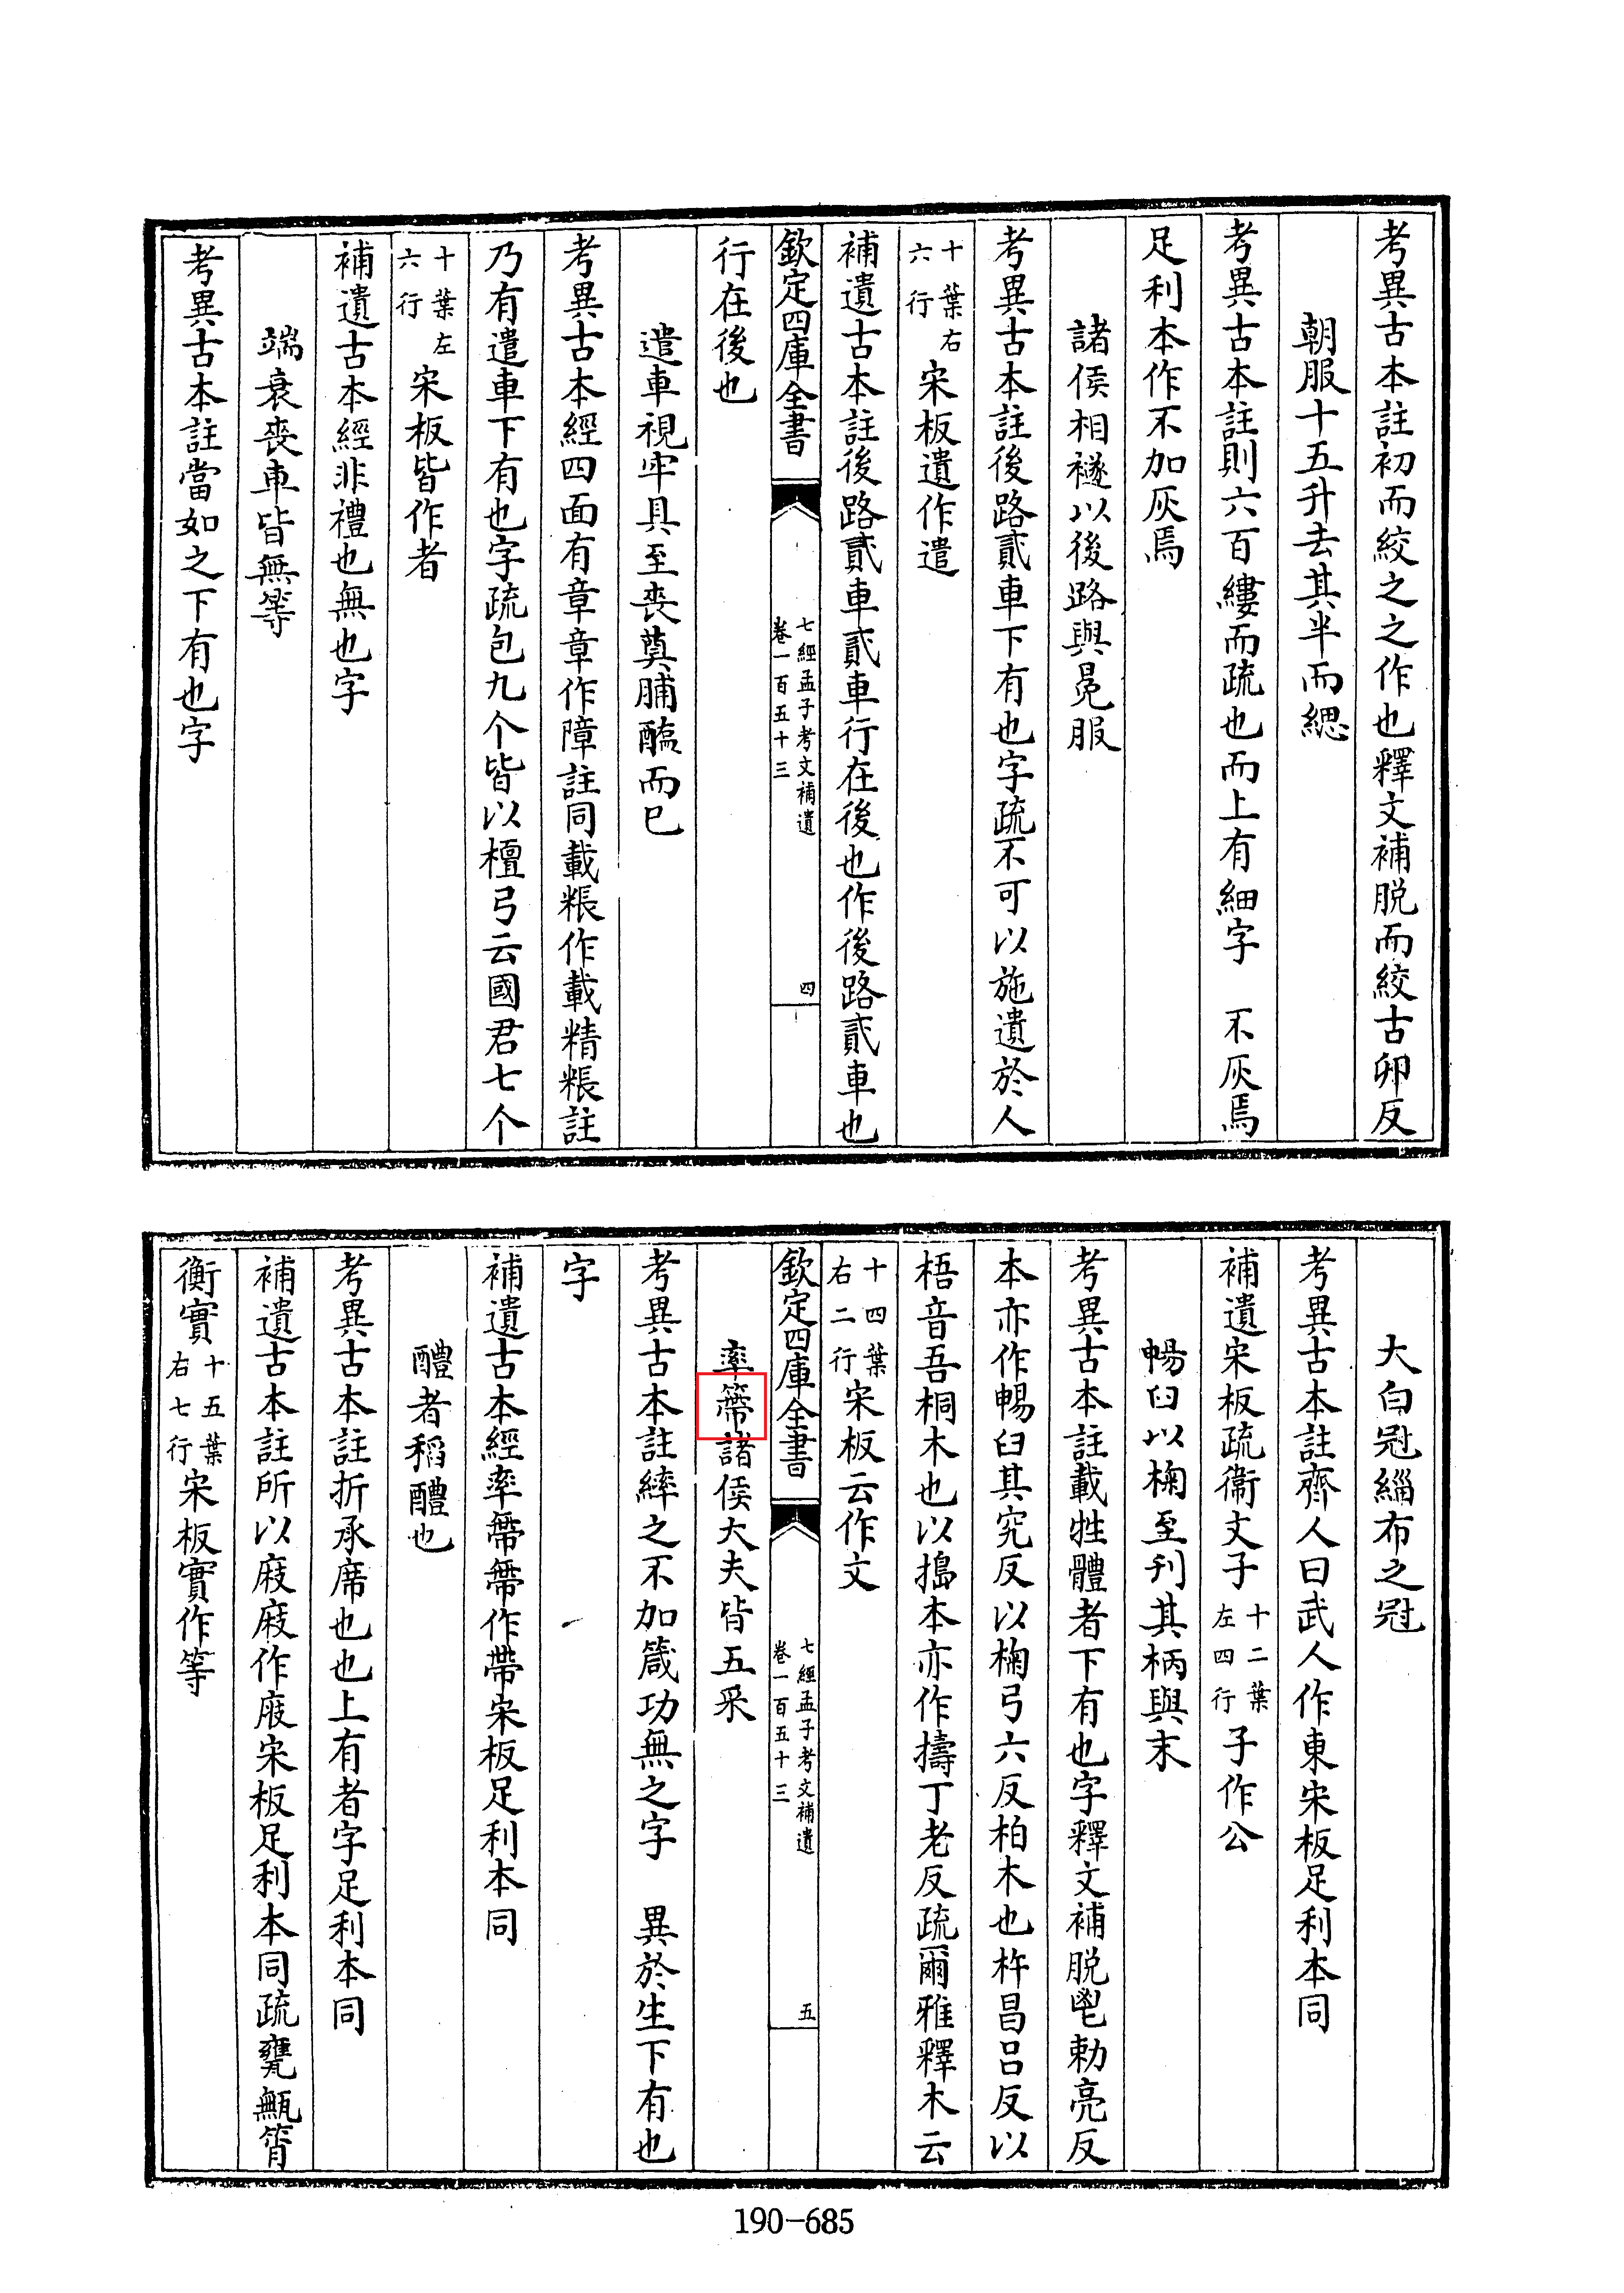 考異古本註初而絞之之作也釋文補脱而絞古卯反
朝服十五升去其半而緦
考異古本註則六百縷而疏也而上有細字　不灰焉
足利本作不加灰焉
諸侯相襚以後路與冕服
考異古本註後路貳車下有也字疏不可以施遺於人
十葉右
六行
宋板遺作遣
補遺古本註後路貳車貳車行在後也作後路貳車也
欽定四庫全書
七經孟子考文補遺
卷一百五十三
四
行在後也
遣車視牢具至喪奠脯醢而已
考異古本經四面有章章作障註同載粻作載精粻註
乃有遣車下有也字疏包九个皆以檀弓云國君七个
十葉左
六行
宋板皆作者
補遺古本經非禮也無也字
端衰喪車皆無等
考異古本註當如之下有也字
大白冠緇布之冠
考異古本註齊人曰武人作東宋板足利本同
補遺宋板疏衞文子
十二葉
左四行
子作公
暢臼以椈至刊其柄與末
考異古本註載牲體者下有也字釋文補脱鬯勅亮反
本亦作暢臼其究反以椈弓六反柏木也杵昌吕反以
梧音吾桐木也以擣本亦作擣丁老反疏爾雅釋木云
十四葉
右二行
宋板云作文
欽定四庫全書
七經孟子考文補遺
卷一百五十三
五
率𢄔諸侯大夫皆五采
考異古本註繂之不加箴功無之字　異於生下有也
字
補遺古本經率𢄔𢄔作帶宋板足利本同
醴者稻醴也
考異古本註折承席也也上有者字足利本同
補遺古本註所以庪庪作庋宋板足利本同疏甕甒筲
衡實
十五葉
右七行
宋板實作等
190-685